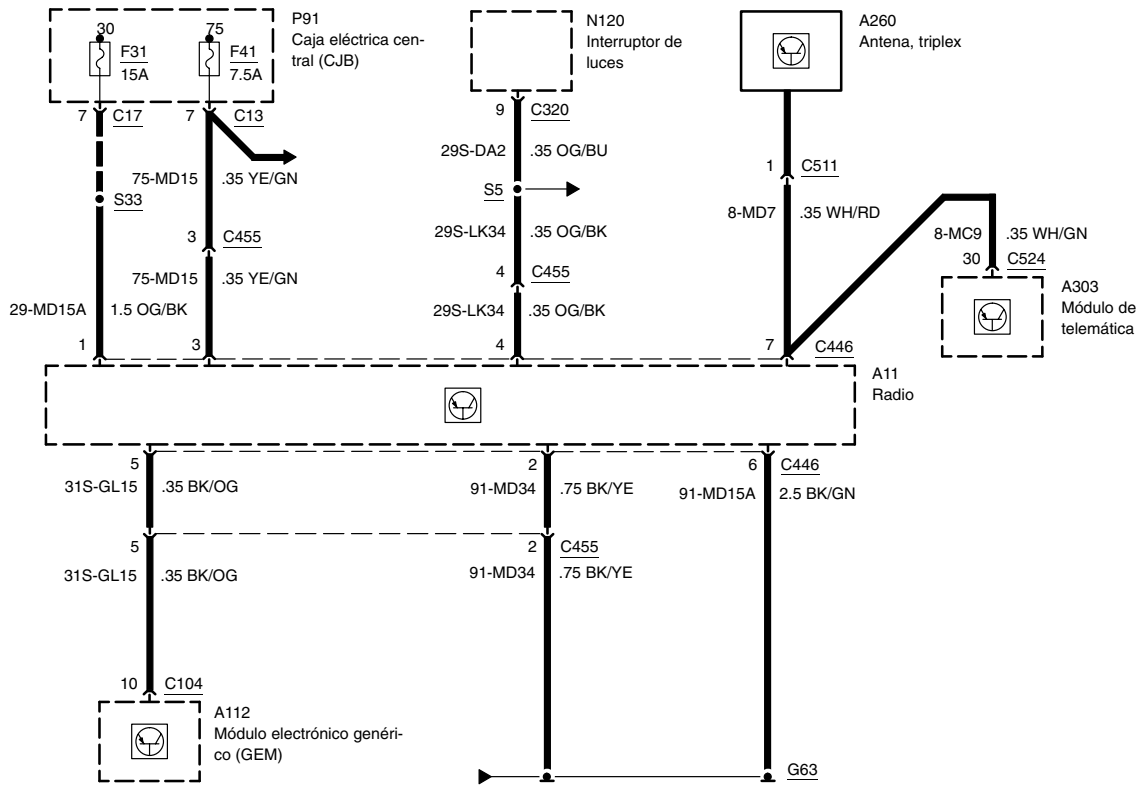 30
75
F31
15A
F41
7.5A
P91
Caja eléctrica cen-
tral (CJB)
N120
Interruptor de
luces
A260
Antena, triplex
7 C17
7 C13
9 C320
29S-DA2 .35 OG/BU
1 C511
75-MD15 .35 YE/GN
S33
S5
8-MD7 .35 WH/RD
3 C455
29S-LK34 .35 OG/BK
8-MC9 .35 WH/GN
30 C524
75-MD15 .35 YE/GN
4 C455
A303
Módulo de
telemática
29-MD15A 1.5 OG/BK
29S-LK34 .35 OG/BK
1
3
4
7 C446
A11
Radio
5
2
6 C446
31S-GL15 .35 BK/OG
91-MD34 .75 BK/YE
91-MD15A 2.5 BK/GN
5
2 C455
31S-GL15 .35 BK/OG
91-MD34 .75 BK/YE
10 C104
A112
Módulo electrónico genéri-
co (GEM)
G63